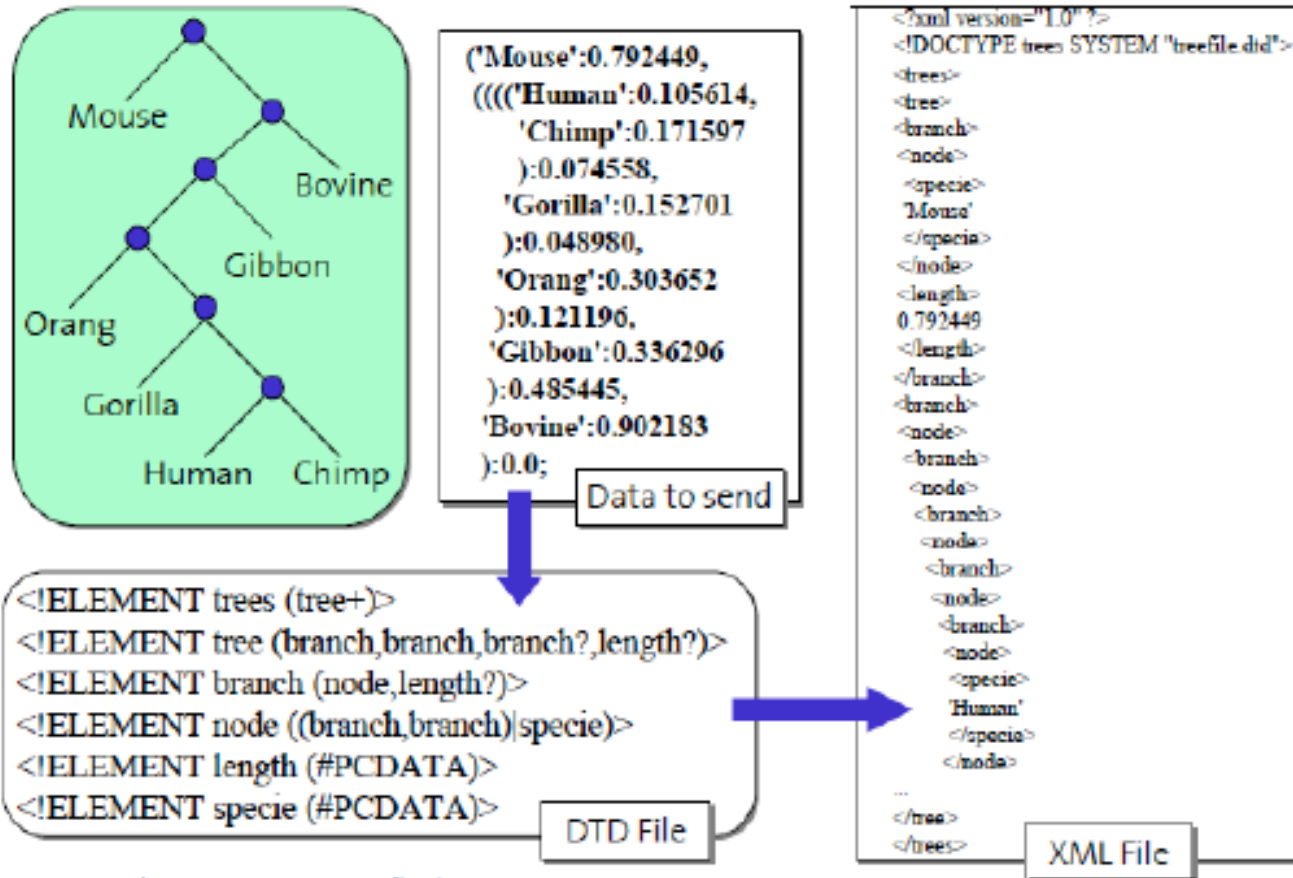 Mouse
Bovine
Gibbon
Orang
Gorilla
Human Chimp
('Mouse':0.792449,
(((('Human':0.105614,
'Chimp':0.171597
):0.074558,
'Gorilla':0.152701
):0.048980,
'Orang':0.303652
):0.121196,
'Gibbon':0.336296
):0.485445,
'Bovine':0.902183
):0.0;
Data to send
<!ELEMENT trees (tree+)>
<!ELEMENT tree (branch,branch,branch?,length?)>
<!ELEMENT branch (node,length?)>
<!ELEMENT node ((branch,branch)|specie)>
<!ELEMENT length (#PCDATA)>
<!ELEMENT specie (#PCDATA)>
DTD File
<?xml version="1.0" ?>
<!DOCTYPE trees SYSTEM "treefile.dtd">
<trees>
<tree>
<branch>
<node>
<specie>
'Mouse'
</specie>
</node>
<length>
0.792449
</length>
</branch>
<branch>
<node>
<branch>
<node>
<branch>
<node>
<branch>
<node>
<branch>
<node>
<specie>
'Human'
</specie>
</node>
...
</tree>
</trees>
XML File